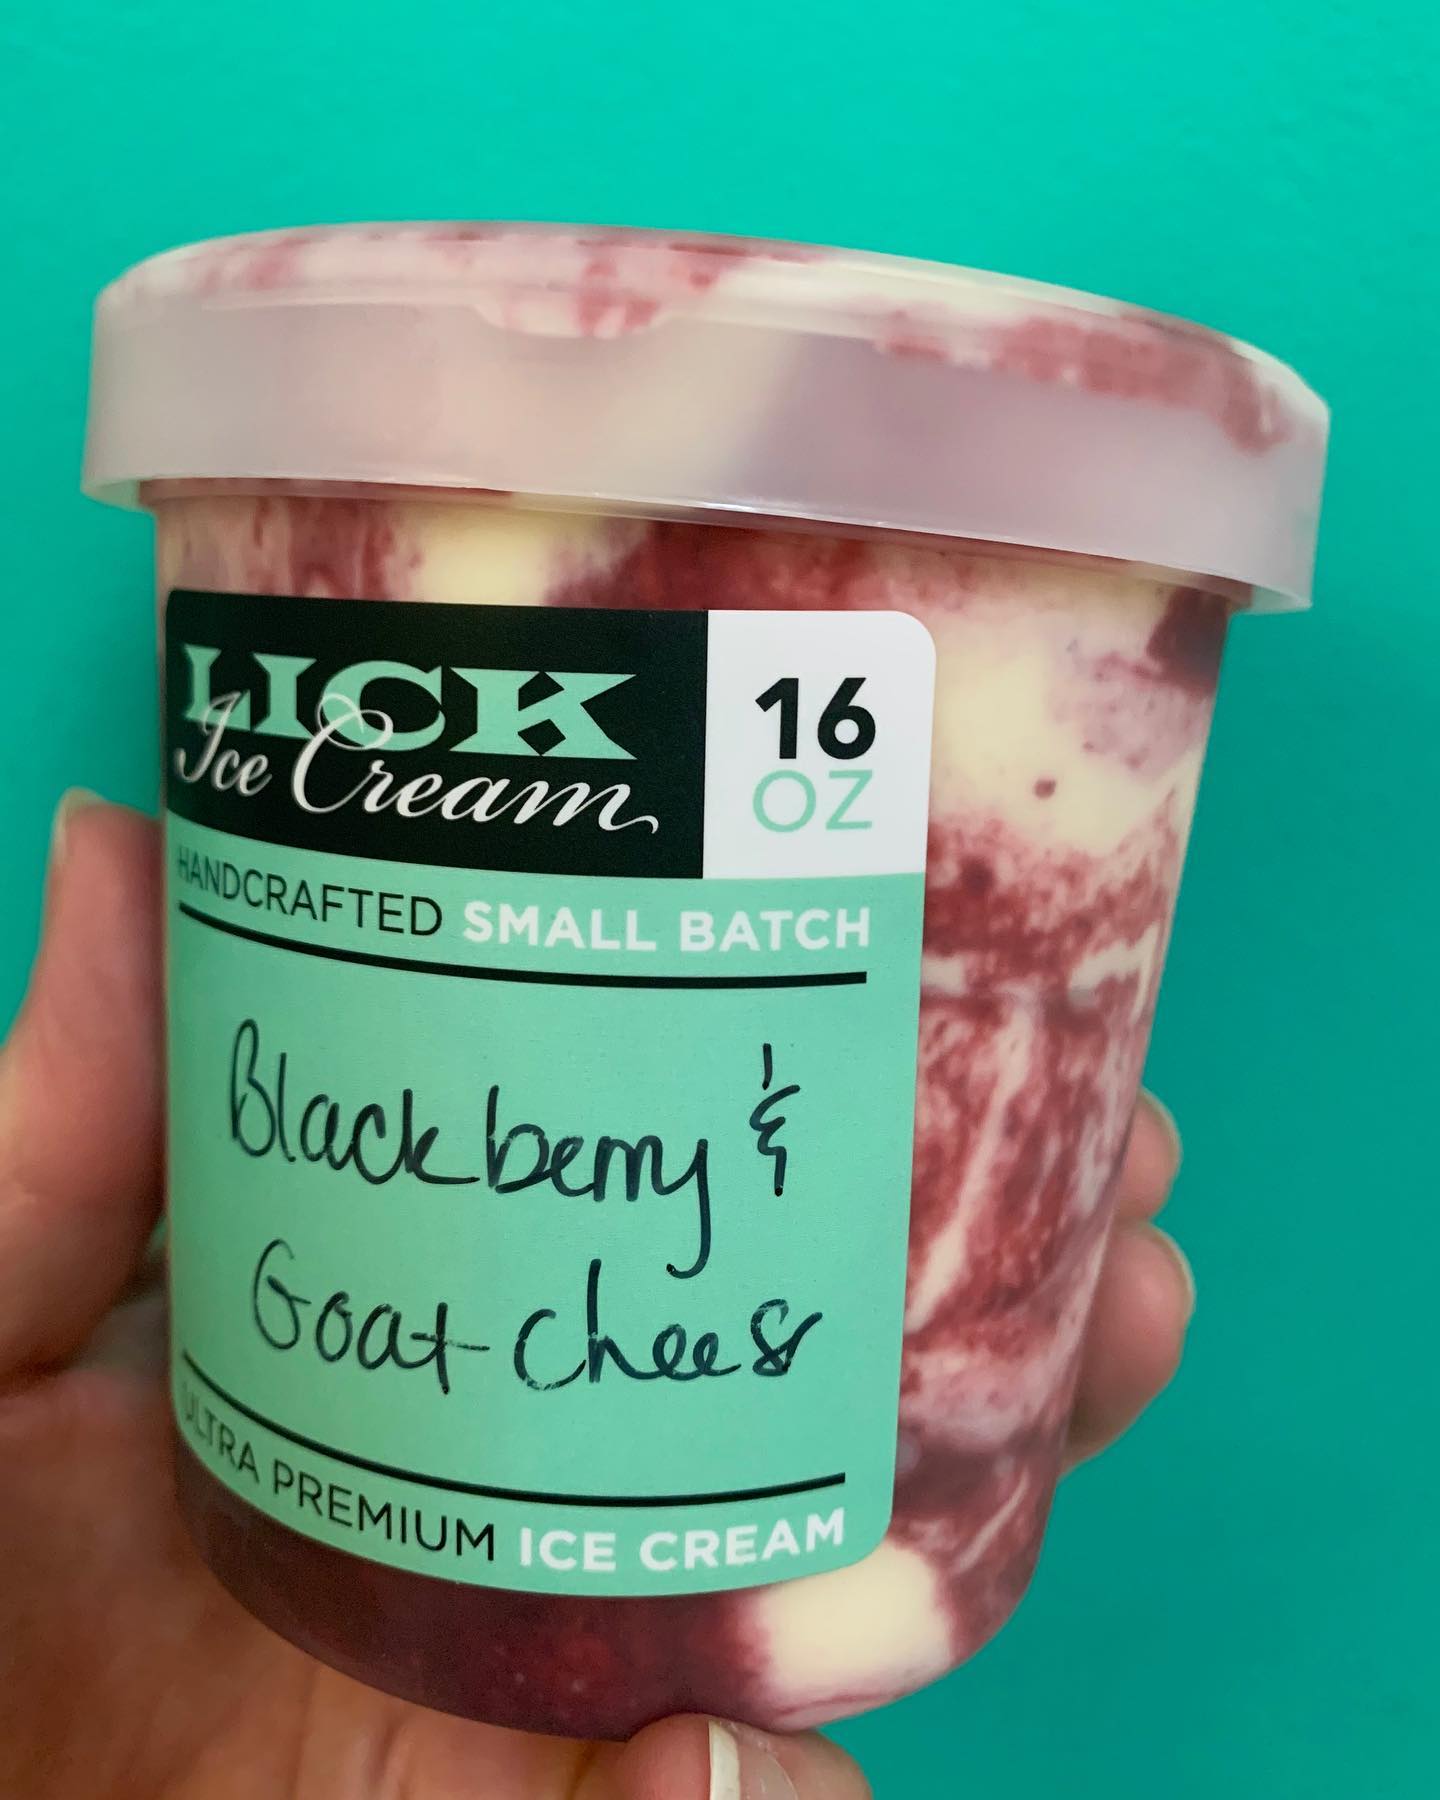 LICK
Ice Cream
16
OZ
HANDCRAFTED SMALL BATCH
Blackberry &
Goat Cheese
ULTRA PREMIUM ICE CREAM